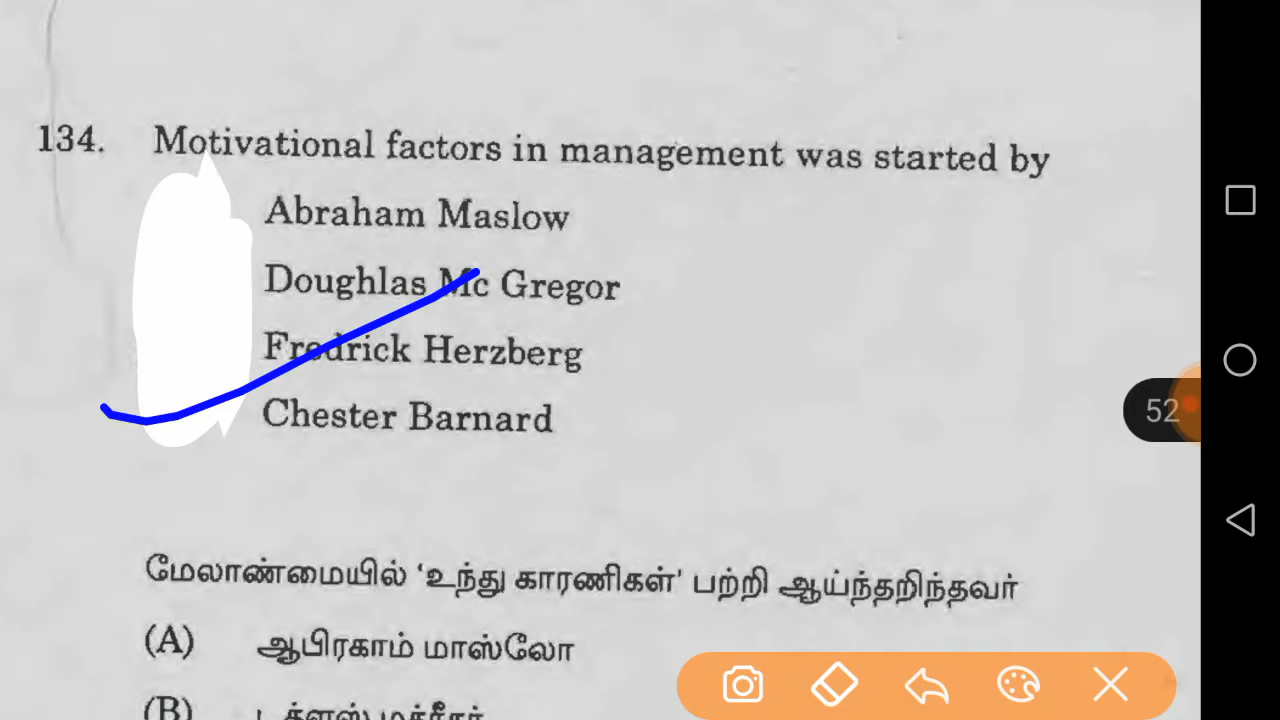 134. Motivational factors in management was started by
Abraham Maslow
Doughlas Mc Gregor
Fredrick Herzberg
Chester Barnard
52
மேலாண்மையில் 'உந்து காரணிகள்' பற்றி ஆய்ந்தறிந்தவர்
(A) ஆபிரகாம் மாஸ்லோ
(B)